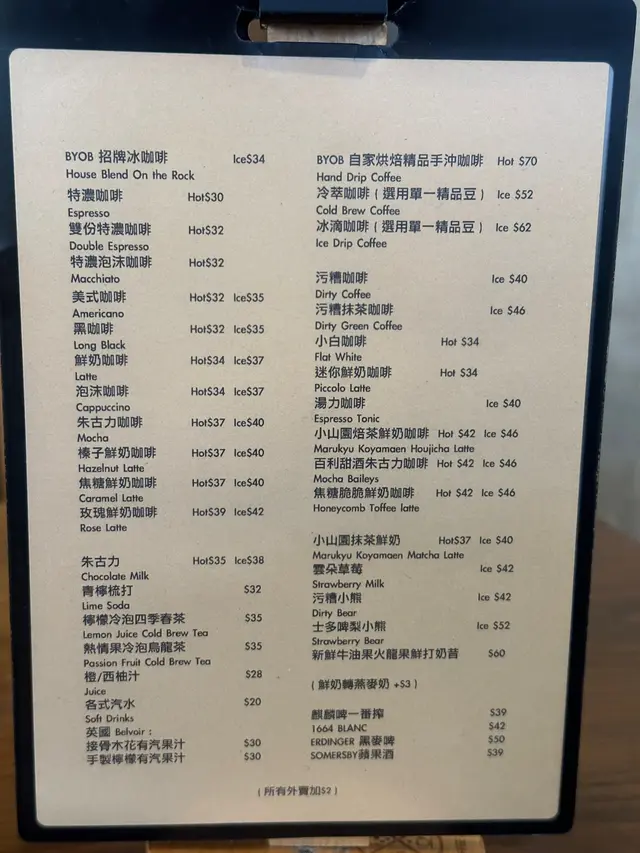 BYOB 招牌冰咖啡 Ice$34
House Blend On the Rock
特濃咖啡 Hot$30
Espresso
雙份特濃咖啡 Hot$32
Double Espresso
特濃泡沫咖啡 Hot$32
Macchiato
美式咖啡 Hot$32 Ice$35
Americano
黑咖啡 Hot$32 Ice$35
Long Black
鮮奶咖啡 Hot$34 Ice$37
Latte
泡沫咖啡 Hot$34 Ice$37
Cappuccino
朱古力咖啡 Hot$37 Ice$40
Mocha
榛子鮮奶咖啡 Hot$37 Ice$40
Hazelnut Latte
焦糖鮮奶咖啡 Hot$37 Ice$40
Caramel Latte
玫瑰鮮奶咖啡 Hot$39 Ice$42
Rose Latte
朱古力 Hot$35 Ice$38
Chocolate Milk
青檸梳打 $32
Lime Soda
檸檬冷泡四季春茶 $35
Lemon Juice Cold Brew Tea
熱情果冷泡烏龍茶 $35
Passion Fruit Cold Brew Tea
橙/西柚汁 $28
Juice
各式汽水 $20
Soft Drinks
英國 Belvoir :
接骨木花有汽果汁 $30
手製檸檬有汽果汁 $30
BYOB 自家烘焙精品手沖咖啡 Hot $70
Hand Drip Coffee
冷萃咖啡 ( 選用單一精品豆 ) Ice $52
Cold Brew Coffee
冰滴咖啡 ( 選用單一精品豆 ) Ice $62
Ice Drip Coffee
污糟咖啡 Ice $40
Dirty Coffee
污糟抹茶咖啡 Ice $46
Dirty Green Coffee
小白咖啡 Hot $34
Flat White
迷你鮮奶咖啡 Hot $34
Piccolo Latte
湯力咖啡 Ice $40
Espresso Tonic
小山園焙茶鮮奶咖啡 Hot $42 Ice $46
Marukyu Koyamaen Houjicha Latte
百利甜酒朱古力咖啡 Hot $42 Ice $46
Mocha Baileys
焦糖脆脆鮮奶咖啡 Hot $42 Ice $46
Honeycomb Toffee latte
小山園抹茶鮮奶 Hot$37 Ice $40
Marukyu Koyamaen Matcha Latte
雲朵草莓 Ice $42
Strawberry Milk
污糟小熊 Ice $42
Dirty Bear
士多啤梨小熊 Ice $52
Strawberry Bear
新鮮牛油果火龍果鮮打奶昔 $60
( 鮮奶轉燕麥奶 +$3 )
麒麟啤一番搾 $39
1664 BLANC $42
ERDINGER 黑麥啤 $50
SOMERSBY蘋果酒 $39
( 所有外賣加$2 )